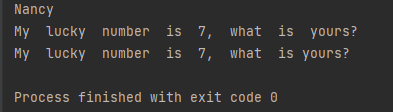 Nancy
My  lucky  number  is  7,  what  is  yours?
My  lucky  number  is  7,  what  is yours?

Process finished with exit code 0